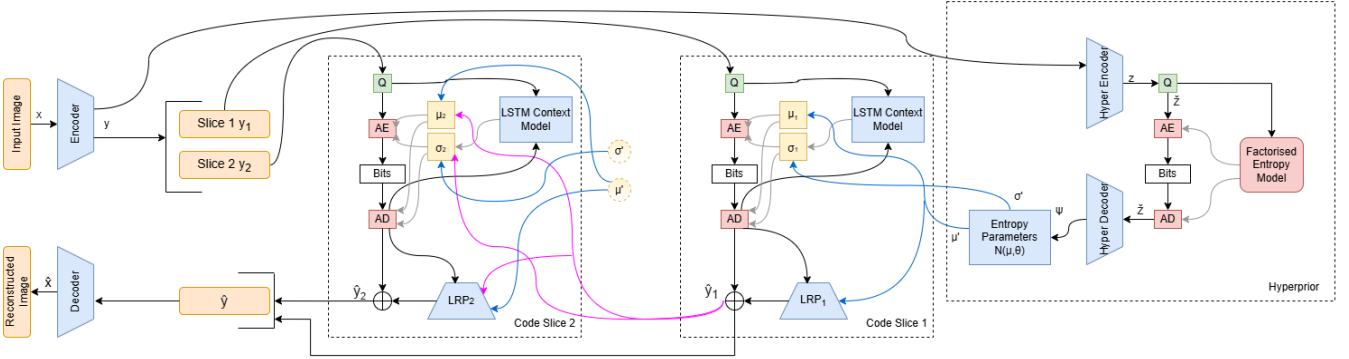 Input Image
x
Encoder
y
Slice 1 y1
Slice 2 y2
Reconstructed
Image
x̂
Decoder
ŷ
Q
AE
Bits
AD
μ2
σ2
LSTM Context
Model
σ'
μ'
ŷ2
LRP2
Code Slice 2
Q
AE
Bits
AD
μ1
σ1
LSTM Context
Model
ŷ1
LRP1
Code Slice 1
μ'
σ'
Entropy
Parameters
N(μ,θ)
ψ
Hyper Encoder
z
Q
z̃
AE
Bits
AD
z̃
Hyper Decoder
Factorised
Entropy
Model
Hyperprior